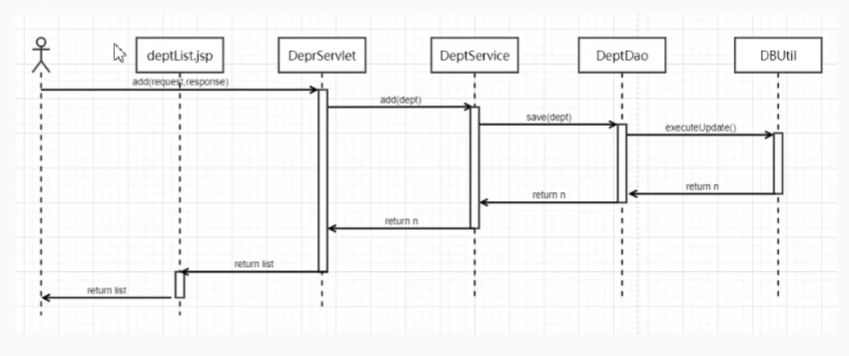 deptList.jsp
DeprServlet
DeptService
DeptDao
DBUtil
add(request,response)
add(dept)
save(dept)
executeUpdate()
return n
return n
return n
return list
return list